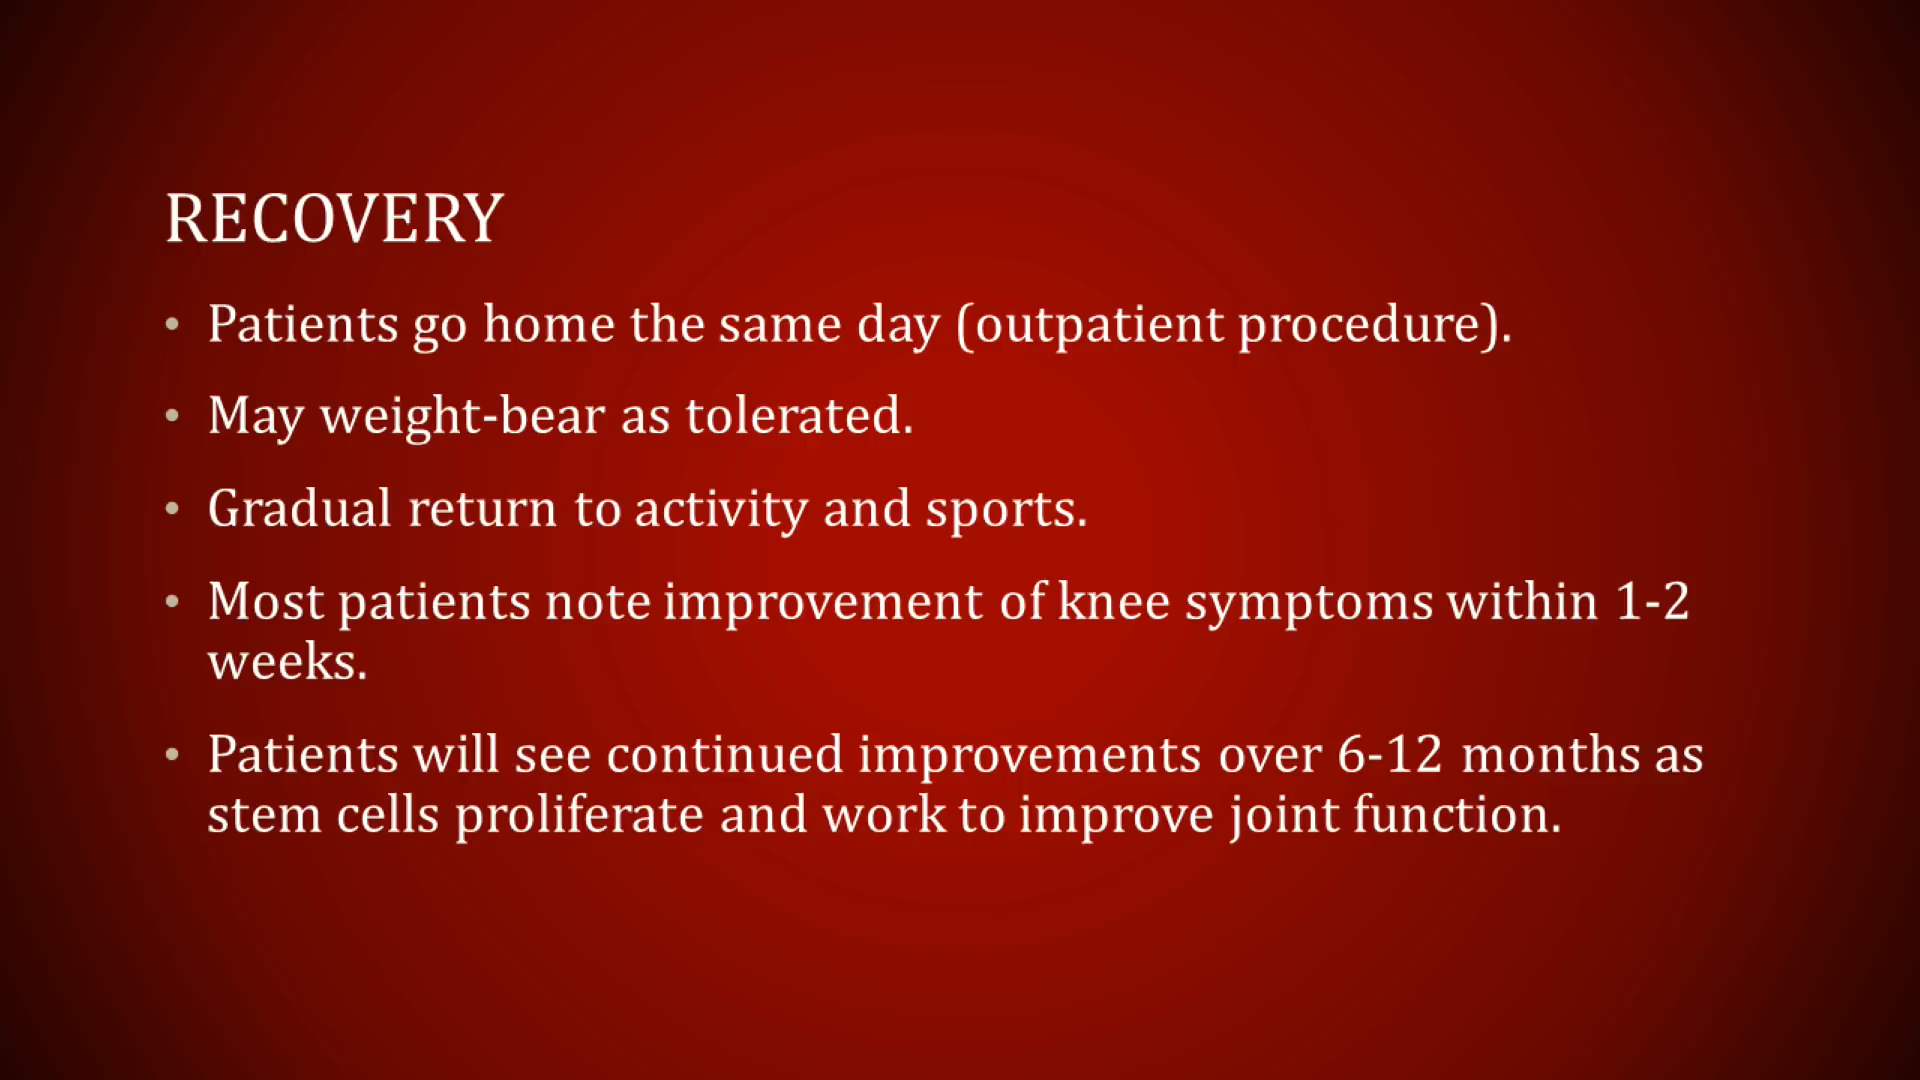 RECOVERY
• Patients go home the same day (outpatient procedure).
• May weight-bear as tolerated.
• Gradual return to activity and sports.
• Most patients note improvement of knee symptoms within 1-2
weeks.
• Patients will see continued improvements over 6-12 months as
stem cells proliferate and work to improve joint function.